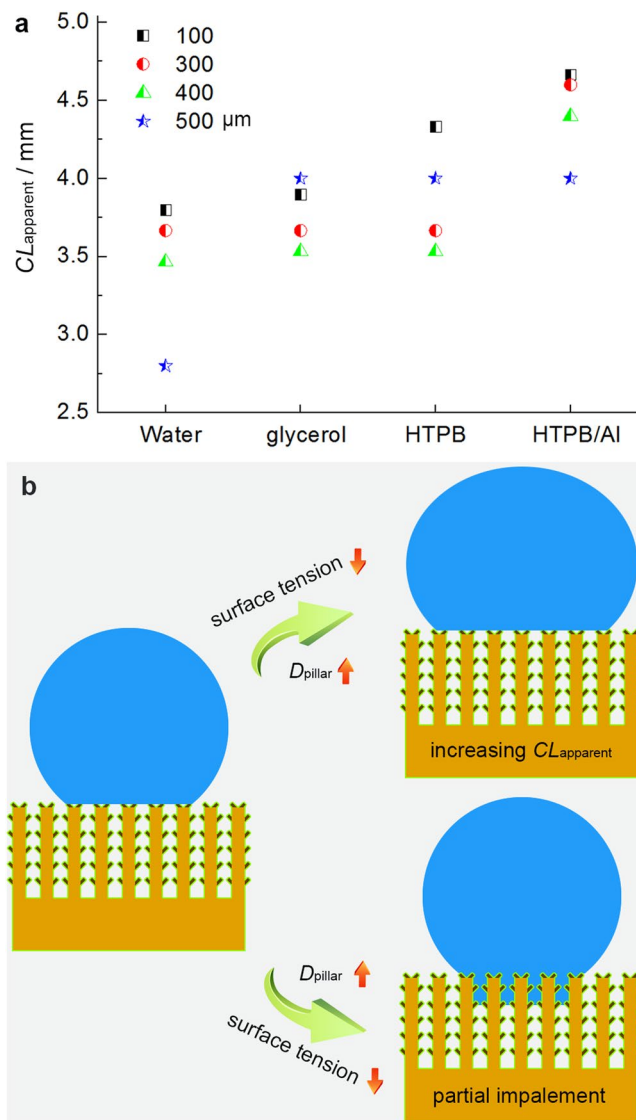 a
5.0
4.5
4.0
3.5
3.0
2.5
CLapparent / mm
100
300
400
500 μm
Water glycerol HTPB HTPB/Al
b
surface tension
Dpillar
increasing CLapparent
Dpillar
surface tension
partial impalement